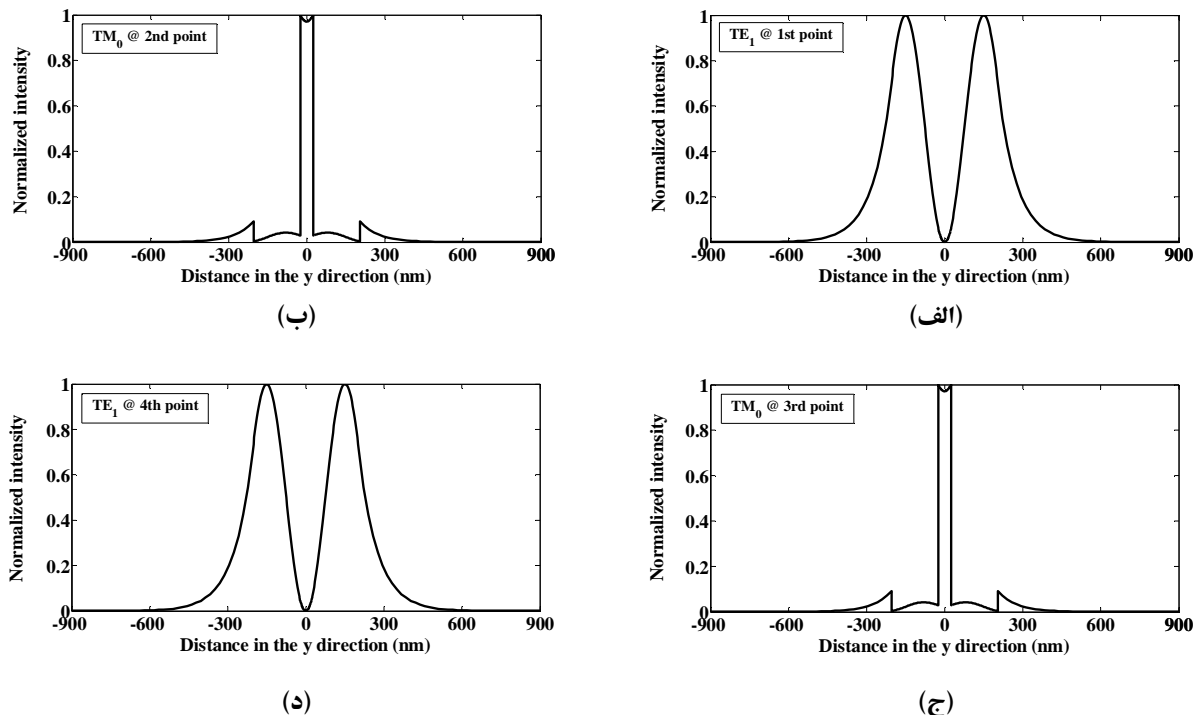 TM0 @ 2nd point
Normalized intensity
1
0.8
0.6
0.4
0.2
0
-900 -600 -300 0 300 600 900
Distance in the y direction (nm)
(ب)
TE1 @ 1st point
Normalized intensity
1
0.8
0.6
0.4
0.2
0
-900 -600 -300 0 300 600 900
Distance in the y direction (nm)
(الف)
TE1 @ 4th point
Normalized intensity
1
0.8
0.6
0.4
0.2
0
-900 -600 -300 0 300 600 900
Distance in the y direction (nm)
(د)
TM0 @ 3rd point
Normalized intensity
1
0.8
0.6
0.4
0.2
0
-900 -600 -300 0 300 600 900
Distance in the y direction (nm)
(ج)